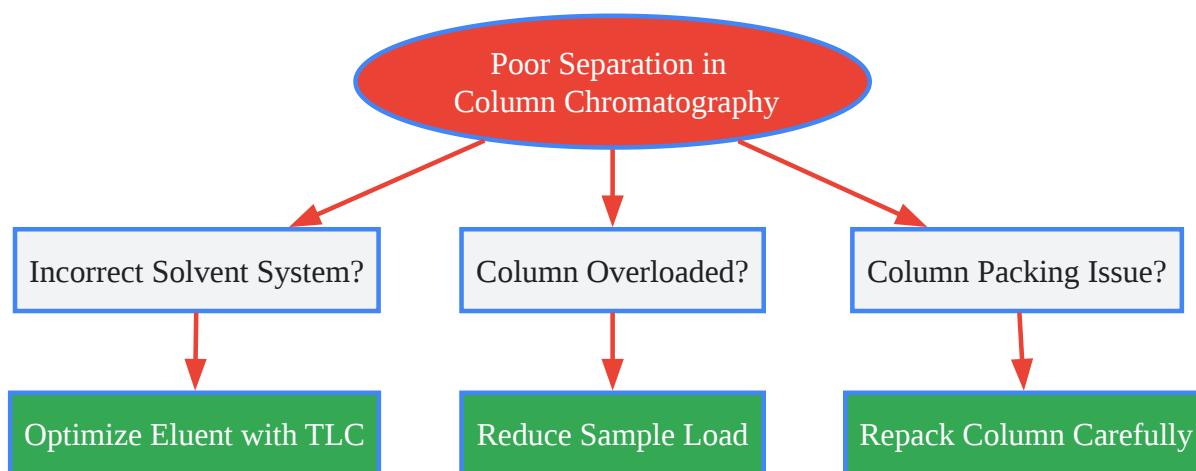 Poor Separation in
Column Chromatography
Incorrect Solvent System?
Column Overloaded?
Column Packing Issue?
Optimize Eluent with TLC
Reduce Sample Load
Repack Column Carefully